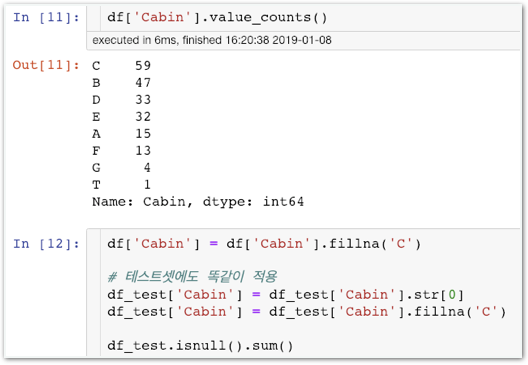 In [11]: df['Cabin'].value_counts()
executed in 6ms, finished 16:20:38 2019-01-08
Out[11]: C 59
B 47
D 33
E 32
A 15
F 13
G 4
T 1
Name: Cabin, dtype: int64
In [12]: df['Cabin'] = df['Cabin'].fillna('C')
# 테스트셋에도 똑같이 적용
df_test['Cabin'] = df_test['Cabin'].str[0]
df_test['Cabin'] = df_test['Cabin'].fillna('C')
df_test.isnull().sum()